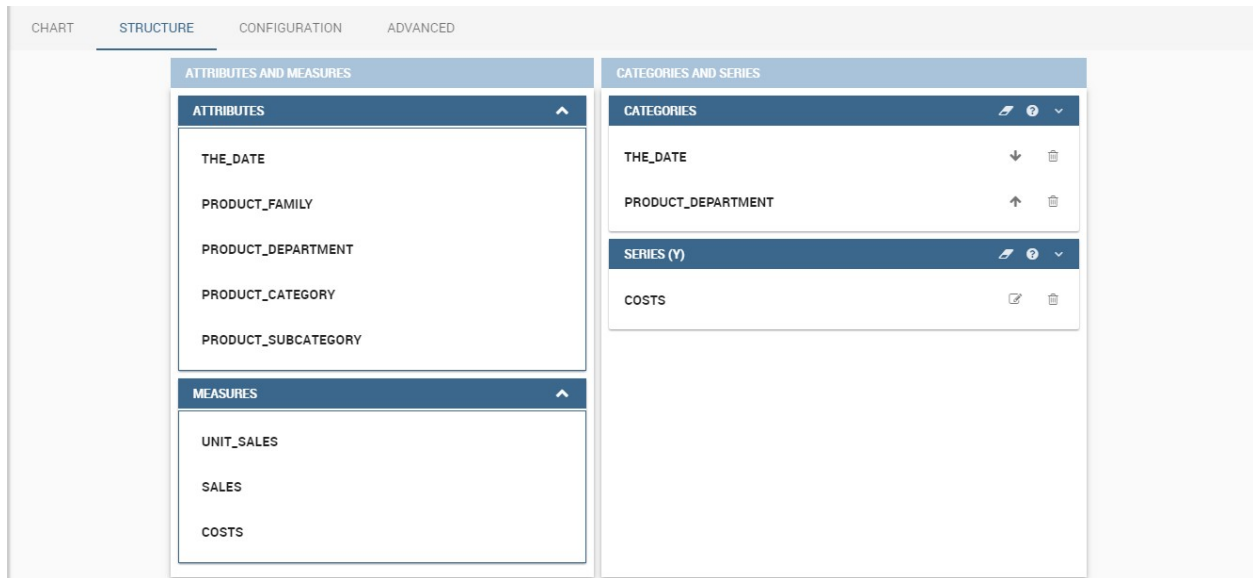 CHART STRUCTURE CONFIGURATION ADVANCED
ATTRIBUTES AND MEASURES
ATTRIBUTES
THE_DATE
PRODUCT_FAMILY
PRODUCT_DEPARTMENT
PRODUCT_CATEGORY
PRODUCT_SUBCATEGORY
MEASURES
UNIT_SALES
SALES
COSTS
CATEGORIES AND SERIES
CATEGORIES
THE_DATE
PRODUCT_DEPARTMENT
SERIES (Y)
COSTS